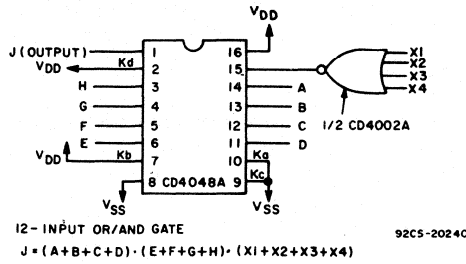 VDD
J (OUTPUT) 1 16
VDD Kd 2 15 X1
X2
X3
X4
H 3 14 A
G 4 13 B
F 5 12 C
1/2 CD4002A
E 6 11 D
VDD Kb 7 10 Ka
8 CD4048A 9 Kc
VSS VSS
12-INPUT OR/AND GATE
92CS-20240
J = (A+B+C+D) · (E+F+G+H) · (X1+X2+X3+X4)